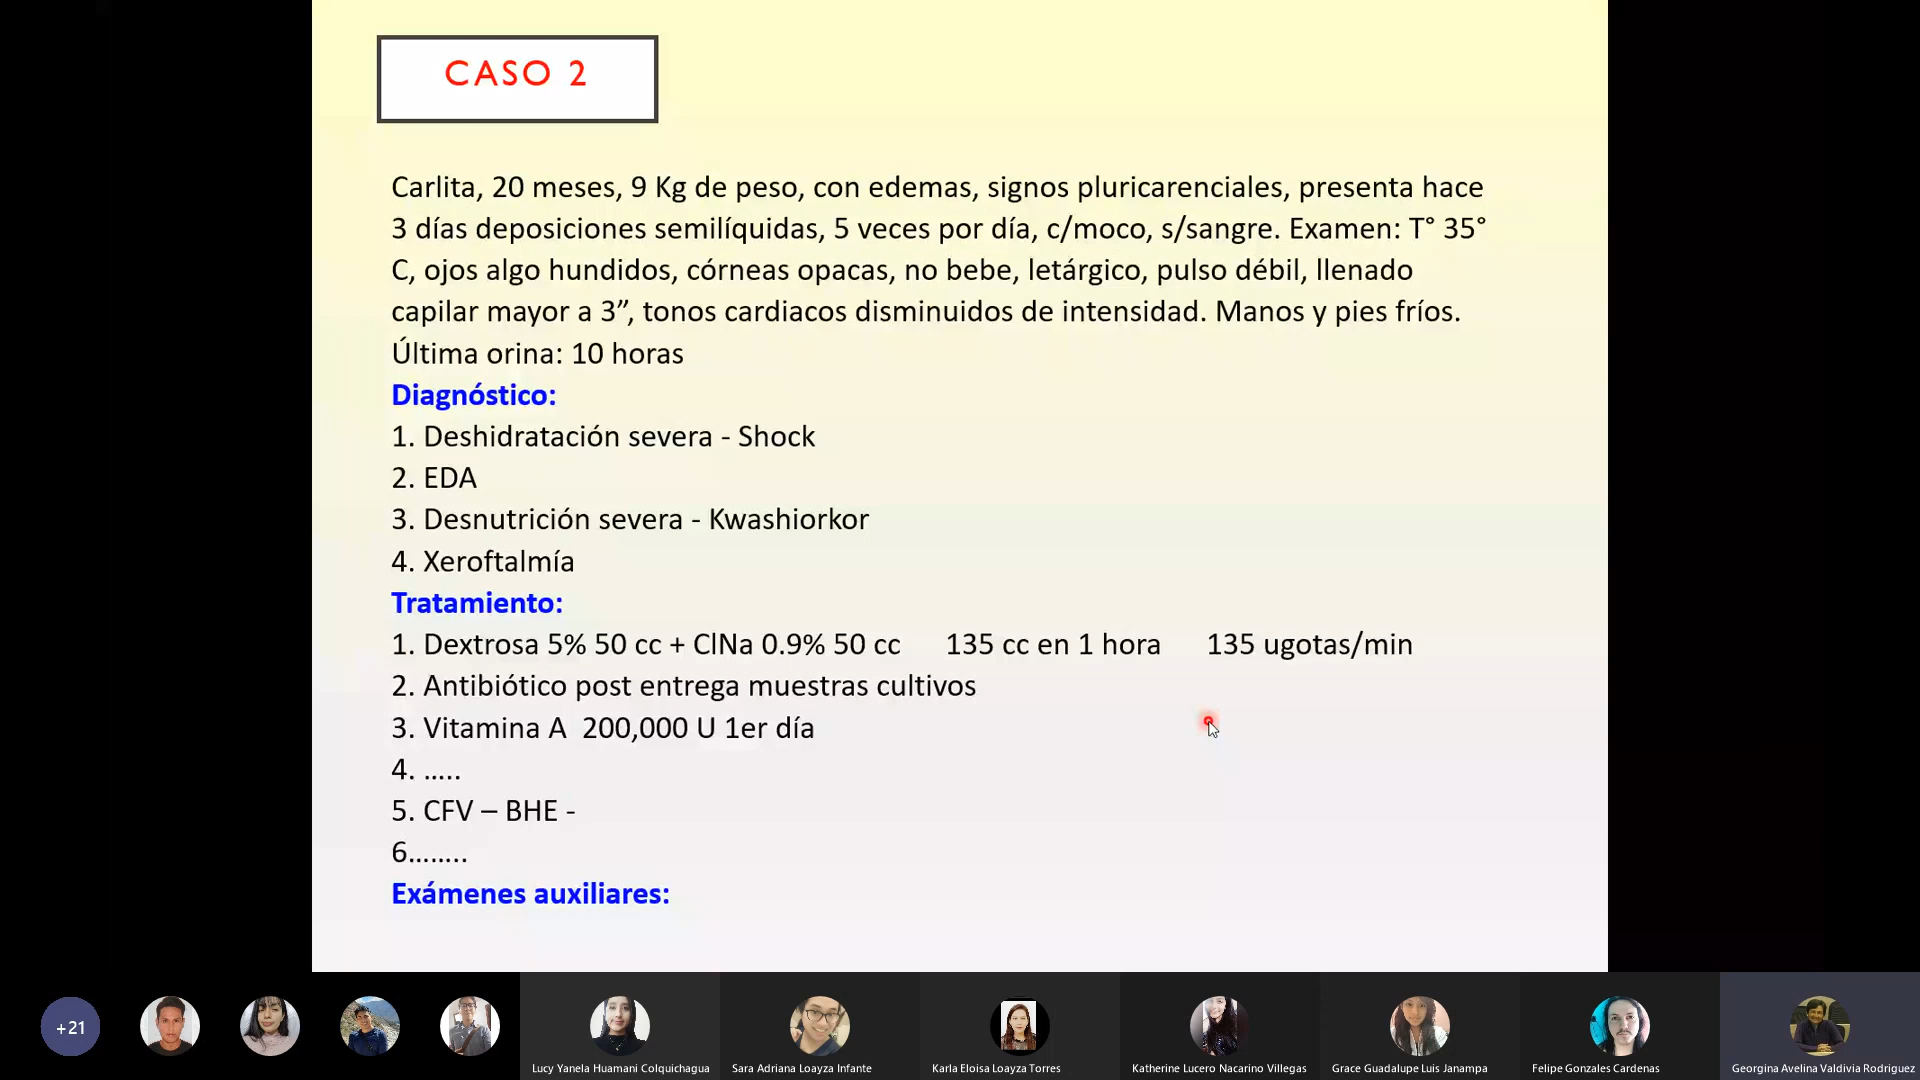 CASO 2
Carlita, 20 meses, 9 Kg de peso, con edemas, signos pluricarenciales, presenta hace
3 días deposiciones semilíquidas, 5 veces por día, c/moco, s/sangre. Examen: T° 35°
C, ojos algo hundidos, córneas opacas, no bebe, letárgico, pulso débil, llenado
capilar mayor a 3”, tonos cardiacos disminuidos de intensidad. Manos y pies fríos.
Última orina: 10 horas
Diagnóstico:
1. Deshidratación severa - Shock
2. EDA
3. Desnutrición severa - Kwashiorkor
4. Xeroftalmía
Tratamiento:
1. Dextrosa 5% 50 cc + ClNa 0.9% 50 cc 135 cc en 1 hora 135 ugotas/min
2. Antibiótico post entrega muestras cultivos
3. Vitamina A 200,000 U 1er día
4. …..
5. CFV – BHE -
6……..
Exámenes auxiliares:
+21
Lucy Yanela Huamani Colquichagua
Sara Adriana Loayza Infante
Karla Eloisa Loayza Torres
Katherine Lucero Nacarino Villegas
Grace Guadalupe Luis Janampa
Felipe Gonzales Cardenas
Georgina Avelina Valdivia Rodriguez